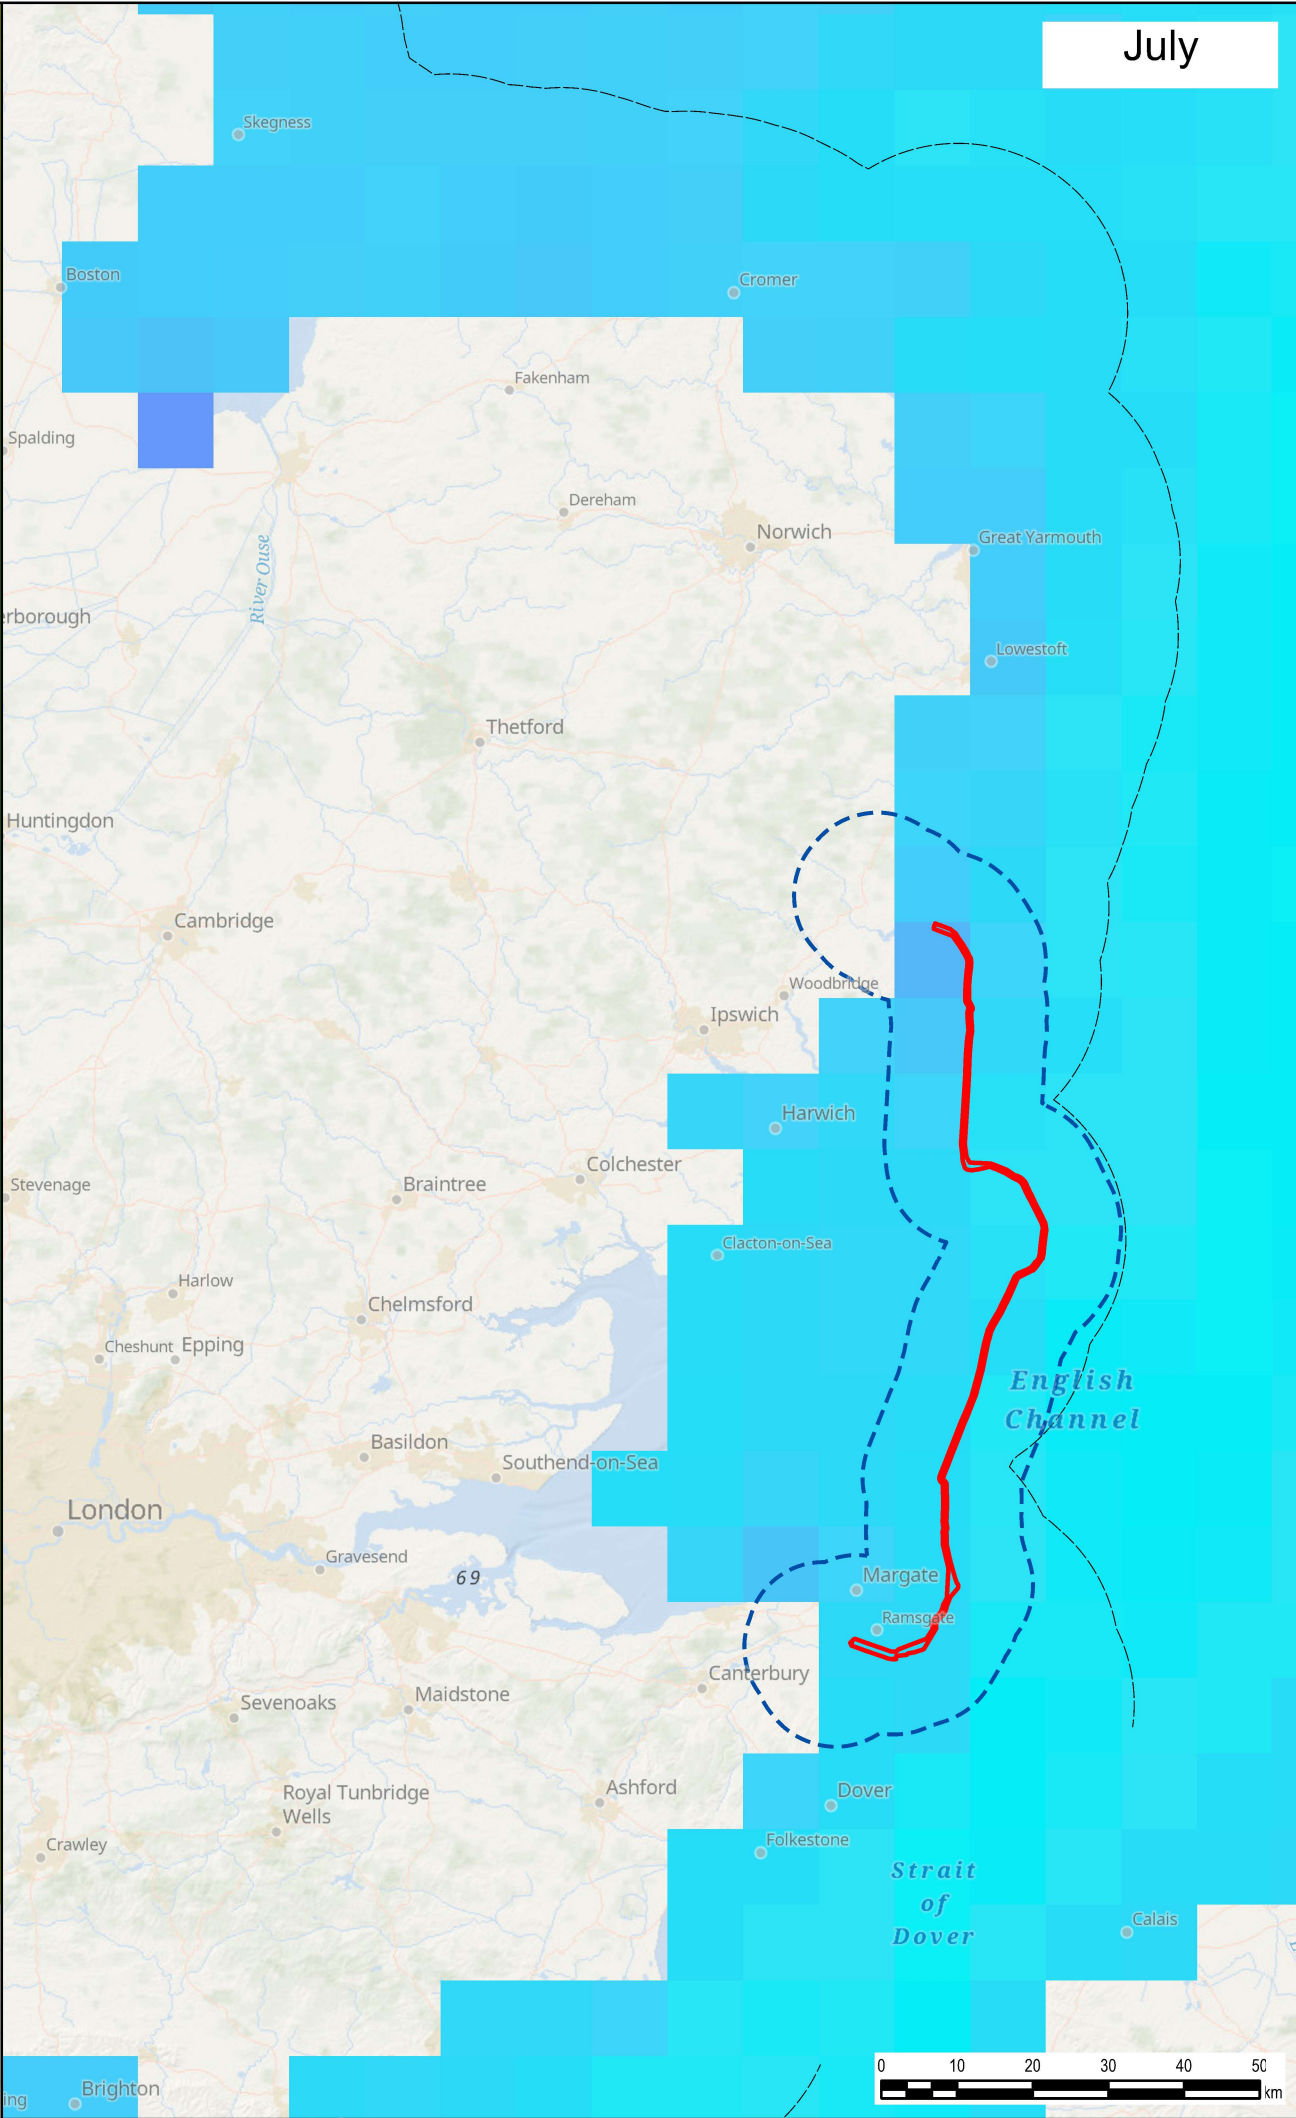 July
Skegness
Boston
Cromer
Fakenham
Spalding
Dereham
Norwich
Great Yarmouth
River Ouse
erborough
Lowestoft
Thetford
Huntingdon
Cambridge
Woodbridge
Ipswich
Harwich
Colchester
Braintree
Stevenage
Clacton-on-Sea
Harlow
Chelmsford
Cheshunt
Epping
English
Channel
Basildon
Southend-on-Sea
London
Gravesend
69
Margate
Ramsgate
Canterbury
Sevenoaks
Maidstone
Royal Tunbridge
Wells
Ashford
Dover
Crawley
Folkestone
Strait
of
Dover
Calais
0 10 20 30 40 50
km
ing
Brighton